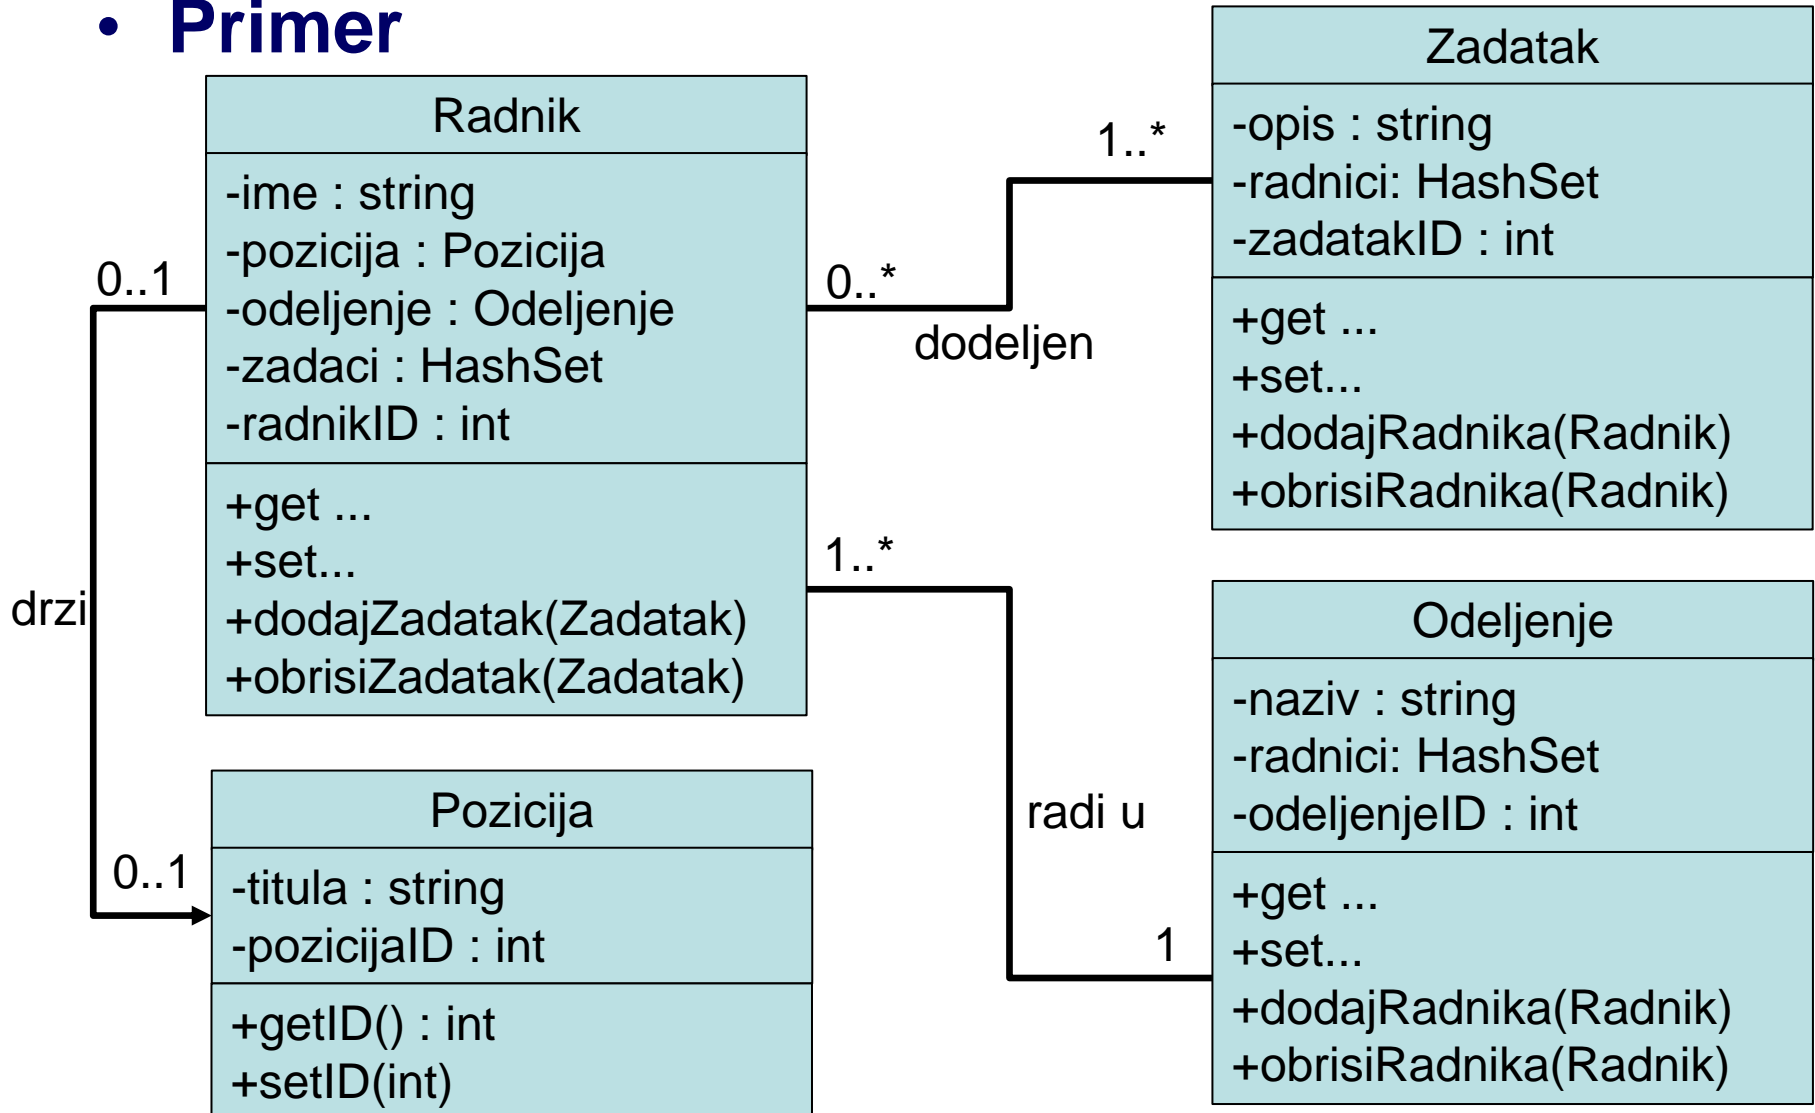 • Primer
Radnik
-ime : string
-pozicija : Pozicija
-odeljenje : Odeljenje
-zadaci : HashSet
-radnikID : int
+get ...
+set...
+dodajZadatak(Zadatak)
+obrisiZadatak(Zadatak)
0..1
drzi
0..1
Pozicija
-titula : string
-pozicijaID : int
+getID() : int
+setID(int)
0..*
dodeljen
1..*
Zadatak
-opis : string
-radnici: HashSet
-zadatakID : int
+get ...
+set...
+dodajRadnika(Radnik)
+obrisiRadnika(Radnik)
1..*
radi u
1
Odeljenje
-naziv : string
-radnici: HashSet
-odeljenjeID : int
+get ...
+set...
+dodajRadnika(Radnik)
+obrisiRadnika(Radnik)